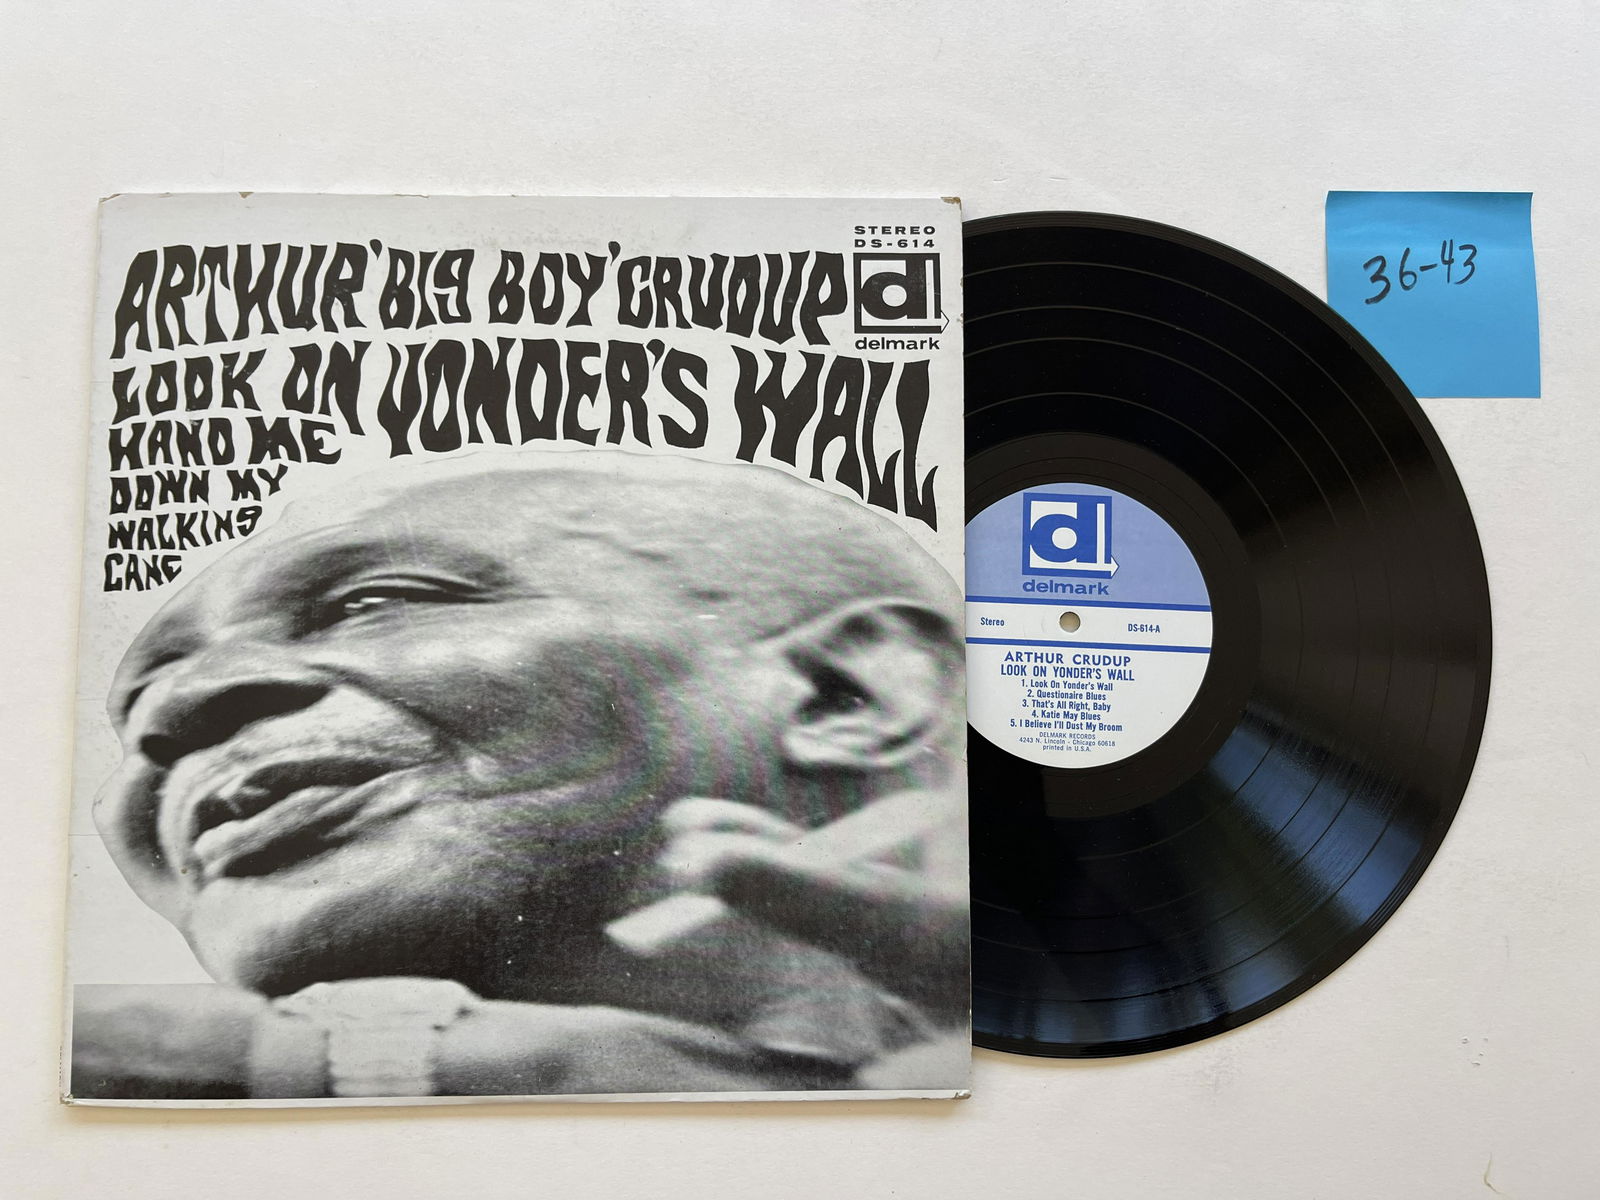 STEREO
DS-614
ARTHUR 'BIG BOY' CRUDUP
d
delmark
LOOK ON YONDER'S WALL
HAND ME
DOWN MY
WALKING
CANE
36-43
d
delmark
Stereo
DS-614-A
ARTHUR CRUDUP
LOOK ON YONDER'S WALL
1. Look On Yonder's Wall
2. Questionaire Blues
3. That's All Right, Baby
4. Katie May Blues
5. I Believe I'll Dust My Broom
DELMARK RECORDS
4243 N. Lincoln - Chicago 60618
printed in U.S.A.